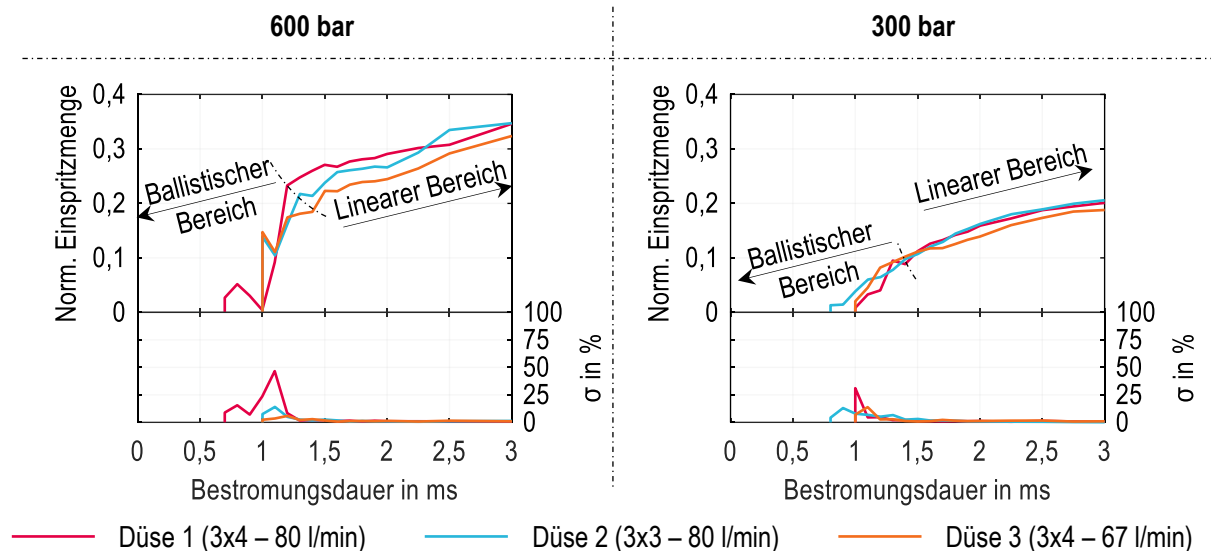 600 bar
300 bar
Norm. Einspritzmenge
0,4
0,3
0,2
0,1
0
Ballistischer
Bereich
Linearer Bereich
100
75
50
25
0
σ in %
0 0,5 1 1,5 2 2,5 3
Bestromungsdauer in ms
Norm. Einspritzmenge
0,4
0,3
0,2
0,1
0
Ballistischer
Bereich
Linearer Bereich
100
75
50
25
0
σ in %
0 0,5 1 1,5 2 2,5 3
Bestromungsdauer in ms
Düse 1 (3x4 – 80 l/min) Düse 2 (3x3 – 80 l/min) Düse 3 (3x4 – 67 l/min)